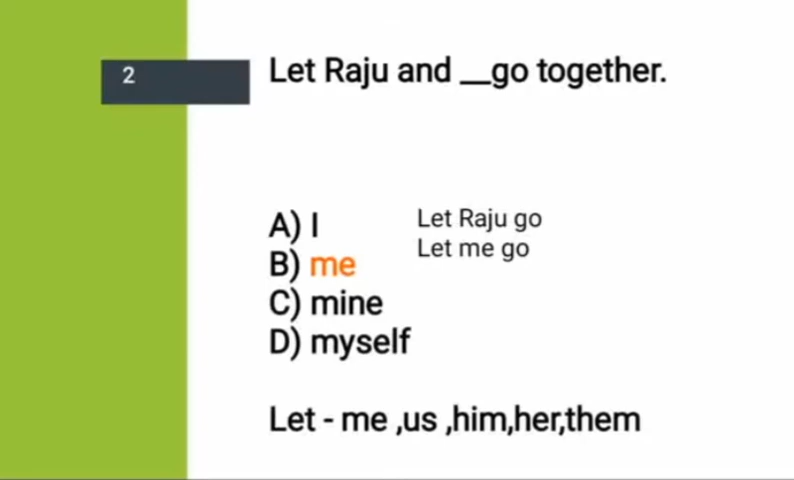 2
Let Raju and __go together.
A) I
Let Raju go
Let me go
B) me
C) mine
D) myself
Let - me ,us ,him,her,them